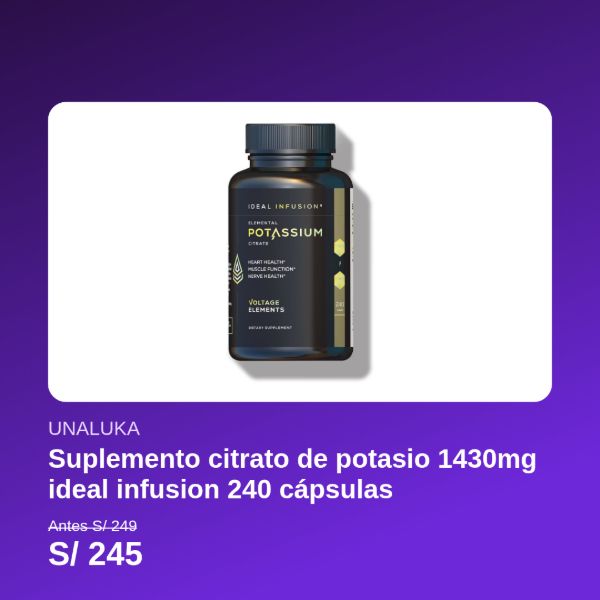 IDEAL INFUSION
ELEMENTAL
POTASSIUM
CITRATE
HEART HEALTH*
MUSCLE FUNCTION*
NERVE HEALTH*
VOLTAGE
ELEMENTS
DIETARY SUPPLEMENT
240
UNALUKA
Suplemento citrato de potasio 1430mg
ideal infusion 240 cápsulas
Antes S/ 249
S/ 245